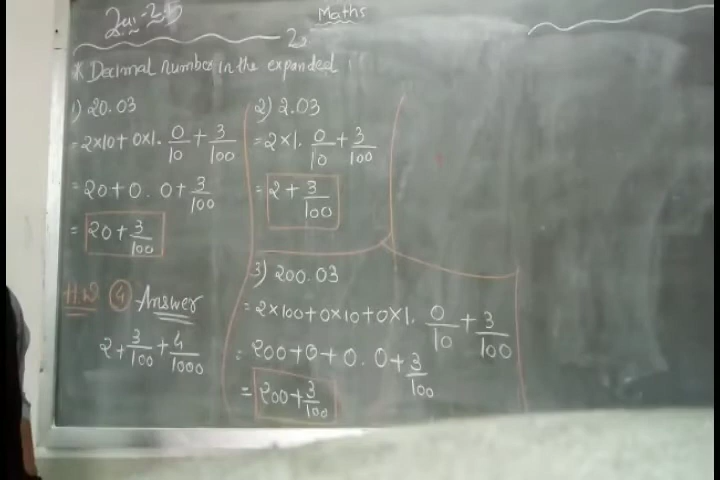 Maths
2.
* Decimal number in the expanded
1) 20.03
= 2×10+0×1. 0/10 + 3/100
= 20+0. 0+ 3/100
= 20+ 3/100
H.W 4 Answer
2+ 3/100 + 4/1000
2) 2.03
= 2×1. 0/10 + 3/100
= 2 + 3/100
3) 200.03
= 2×100+0×10+0×1. 0/10 + 3/100
= 200+0+0. 0+ 3/100
= 200+ 3/100